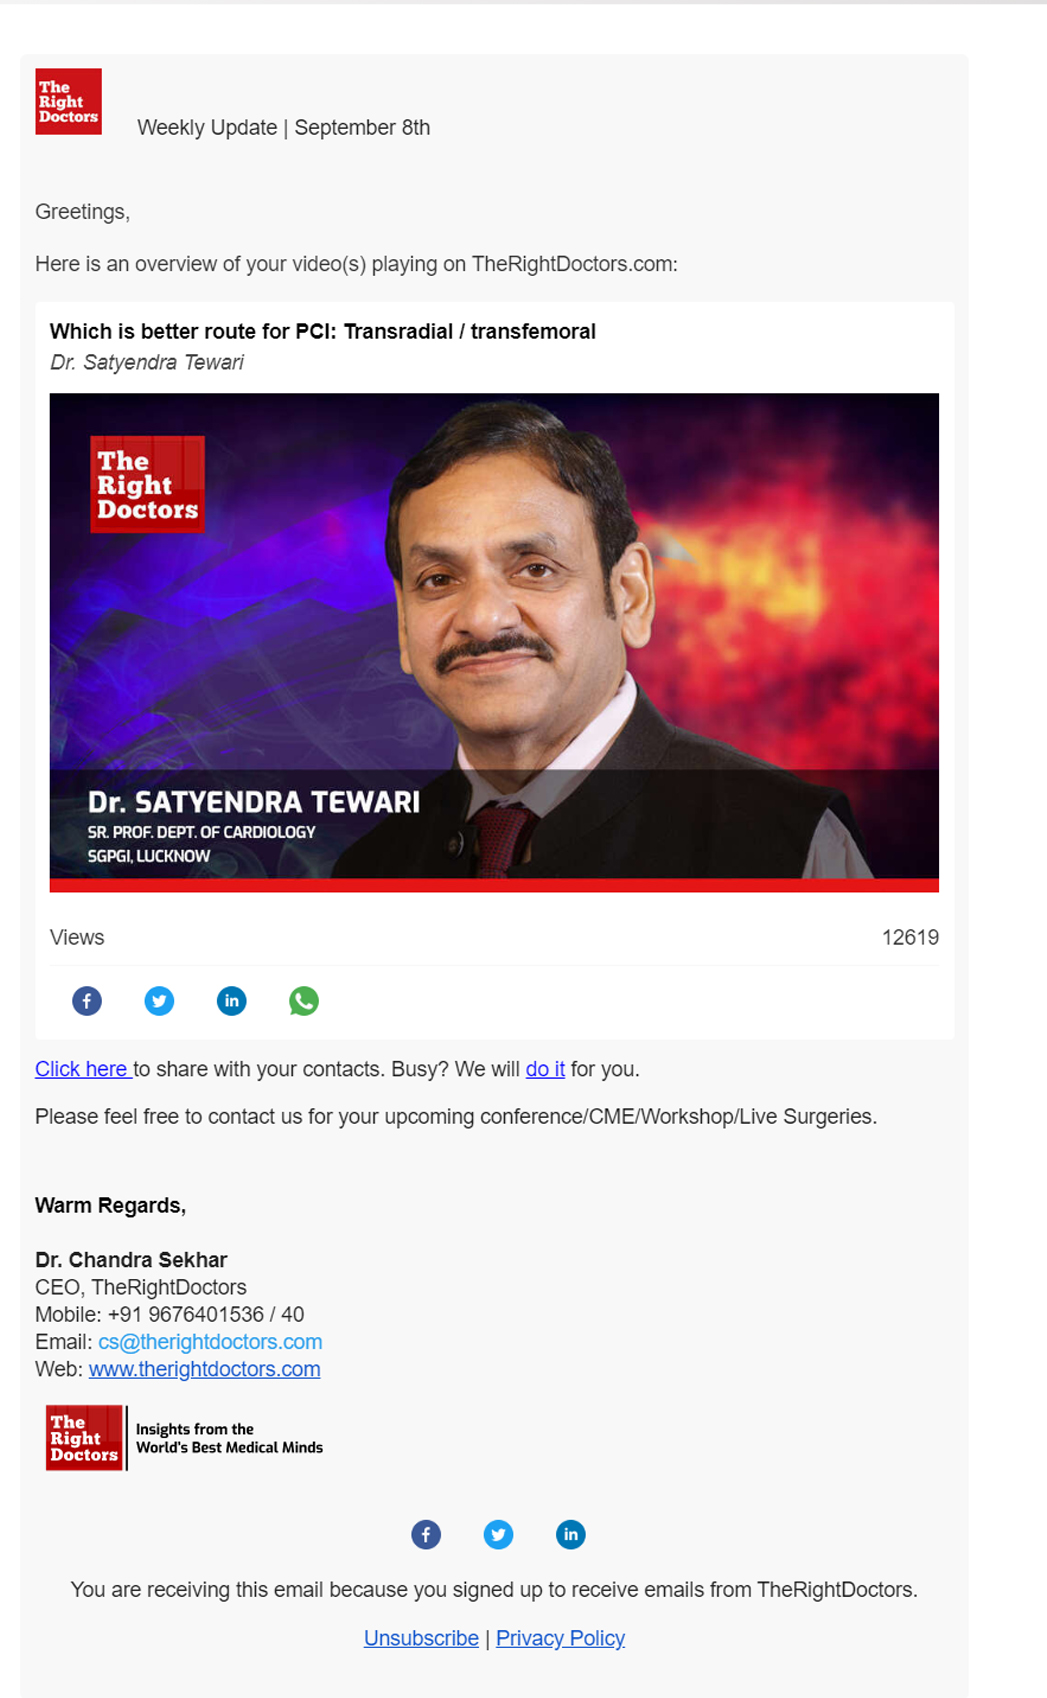 The
Right
Doctors
Weekly Update | September 8th
Greetings,
Here is an overview of your video(s) playing on TheRightDoctors.com:
Which is better route for PCI: Transradial / transfemoral
Dr. Satyendra Tewari
The
Right
Doctors
Dr. SATYENDRA TEWARI
SR. PROF. DEPT. OF CARDIOLOGY
SGPGI, LUCKNOW
Views 12619
Click here to share with your contacts. Busy? We will do it for you.
Please feel free to contact us for your upcoming conference/CME/Workshop/Live Surgeries.
Warm Regards,
Dr. Chandra Sekhar
CEO, TheRightDoctors
Mobile: +91 9676401536 / 40
Email: cs@therightdoctors.com
Web: www.therightdoctors.com
The
Right
Doctors
Insights from the
World's Best Medical Minds
You are receiving this email because you signed up to receive emails from TheRightDoctors.
Unsubscribe | Privacy Policy